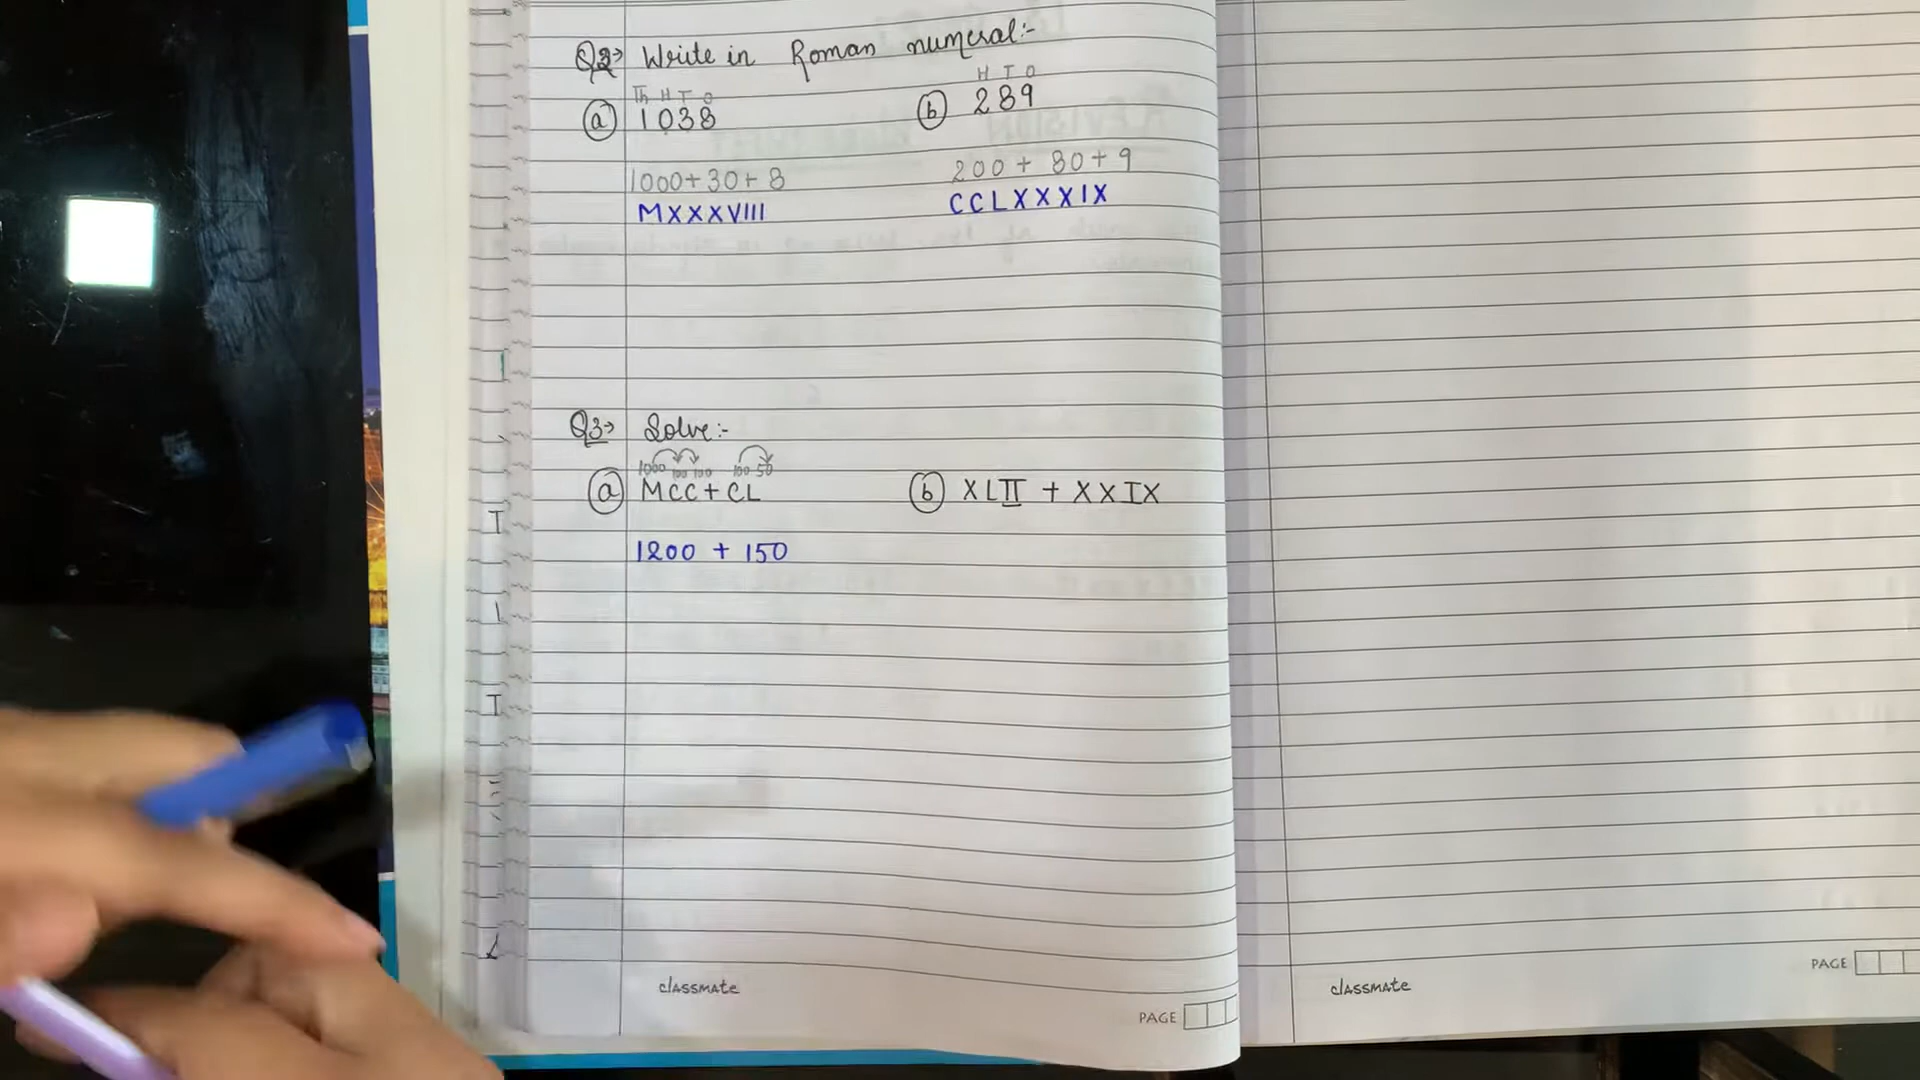 Q2→ Write in Roman numeral:-
Th H T O
H T O
(a) 1038
(b) 289
1000+30+8
200 + 80+ 9
MXXXVIII
CCLXXXIX
Q3→ Solve:-
1000 100 100 100 50
(a) MCC+CL
(b) XLII + XXIX
1200 + 150
classmate
PAGE
classmate
PAGE